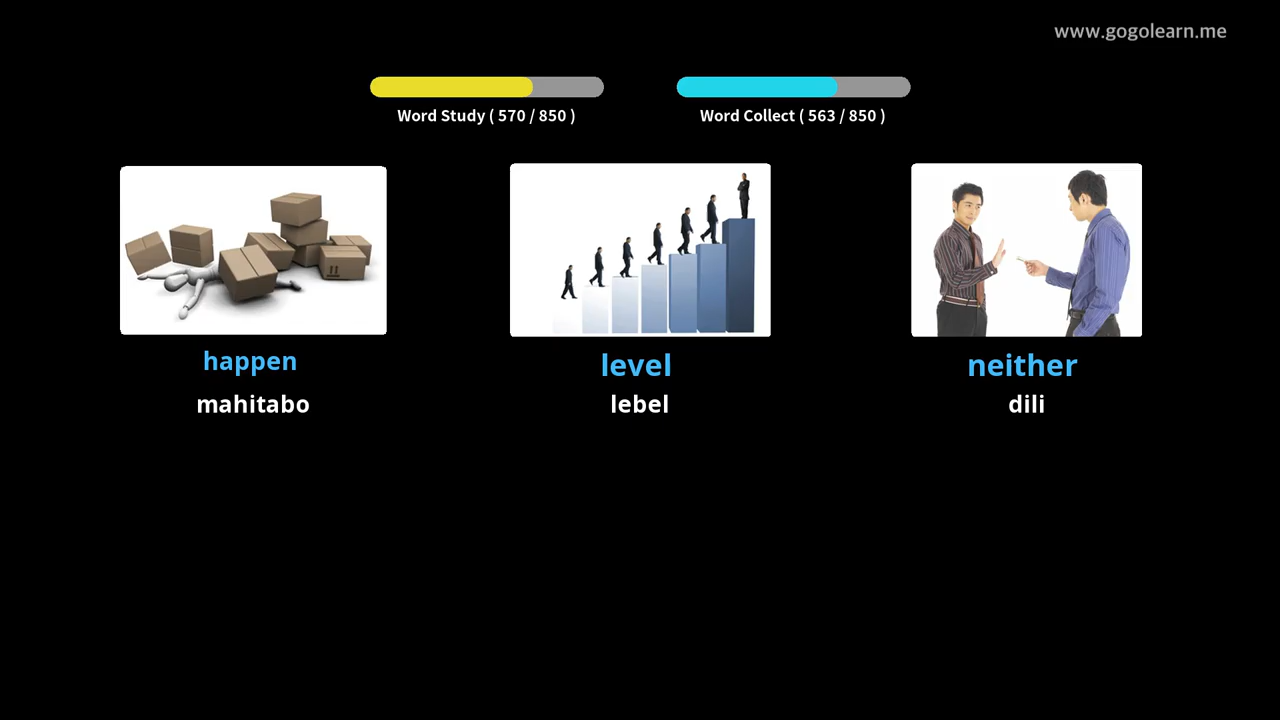 www.gogolearn.me
Word Study ( 570 / 850 )
Word Collect ( 563 / 850 )
happen
mahitabo
level
lebel
neither
dili